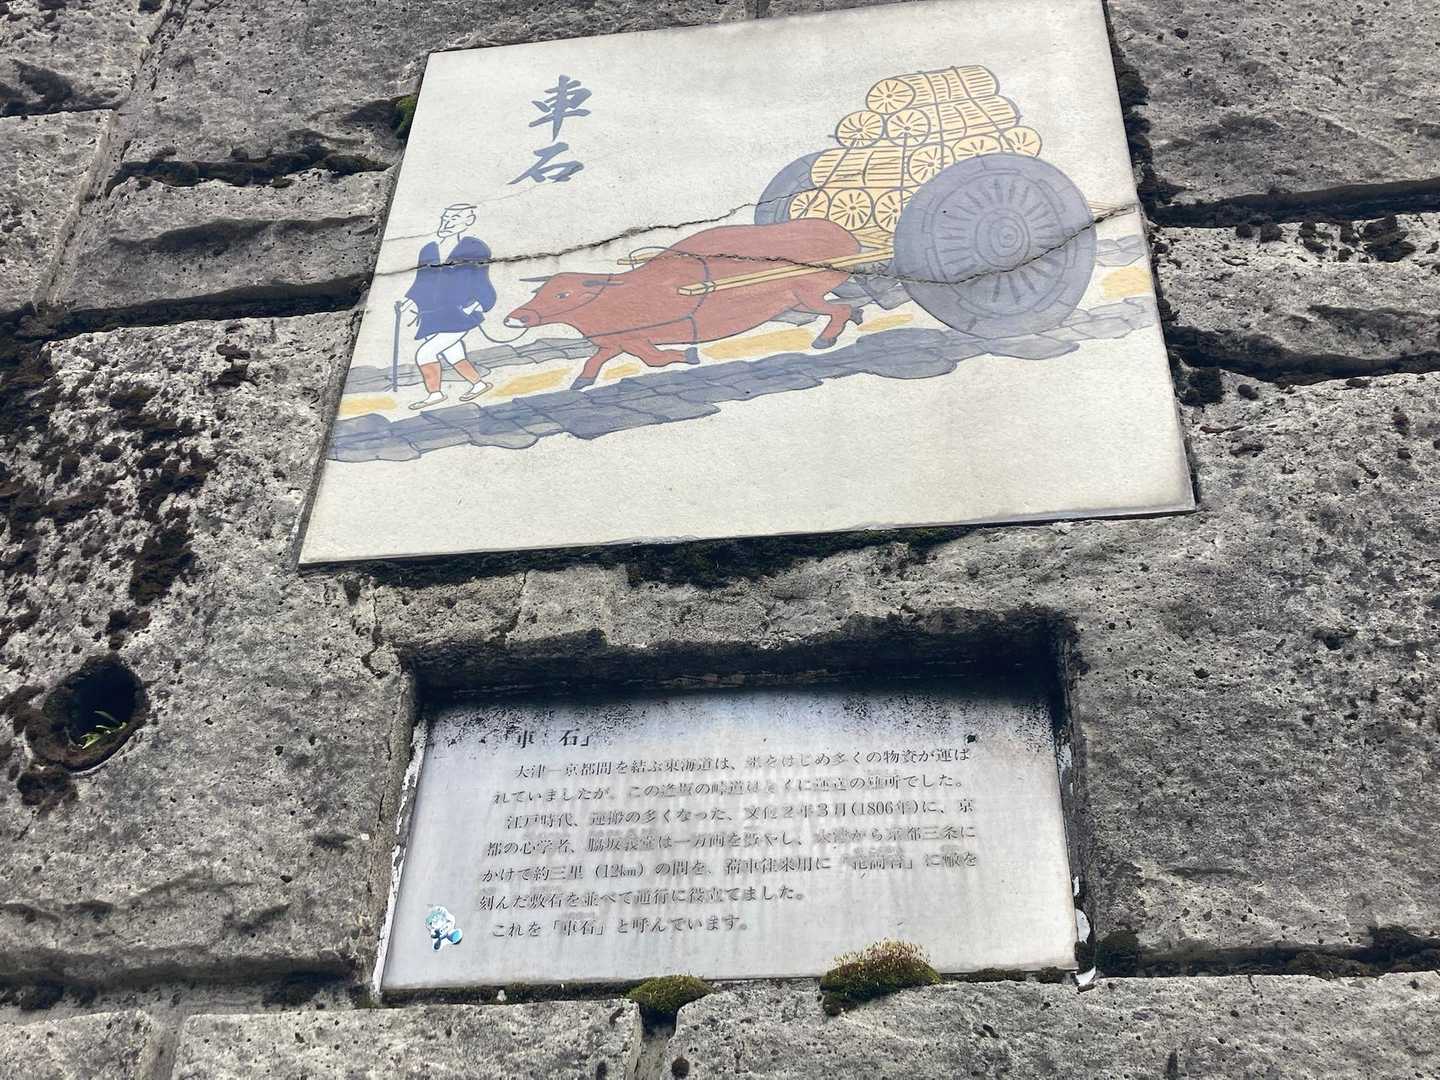 車石
「車 石」
大津－京都間を結ぶ東海道は、米をはじめ多くの物資が運ば
れていましたが、この逢坂の峠道はとくに運送の難所でした。
江戸時代、運搬の多くなった、文化２年３月(1806年)に、京
都の心学者、脇坂義堂は一万両を費やし、大津から京都三条に
かけて約三里（12km）の間を、荷車往来用に「花崗岩」に轍を
刻んだ敷石を並べて通行に役立てました。
これを「車石」と呼んでいます。